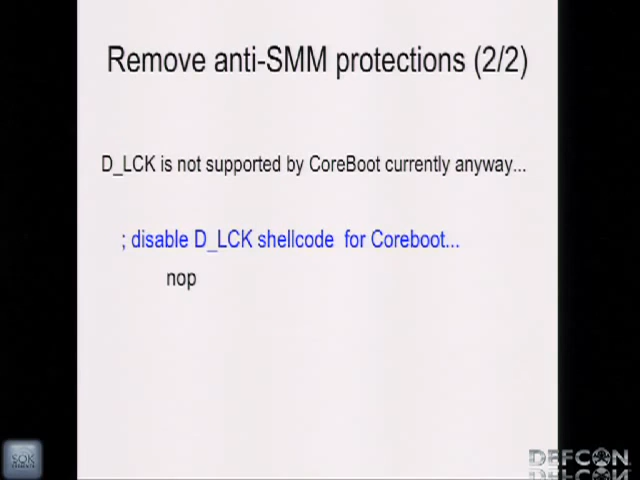 Remove anti-SMM protections (2/2)
D_LCK is not supported by CoreBoot currently anyway...
; disable D_LCK shellcode  for Coreboot...
nop
SOK
DEFCON